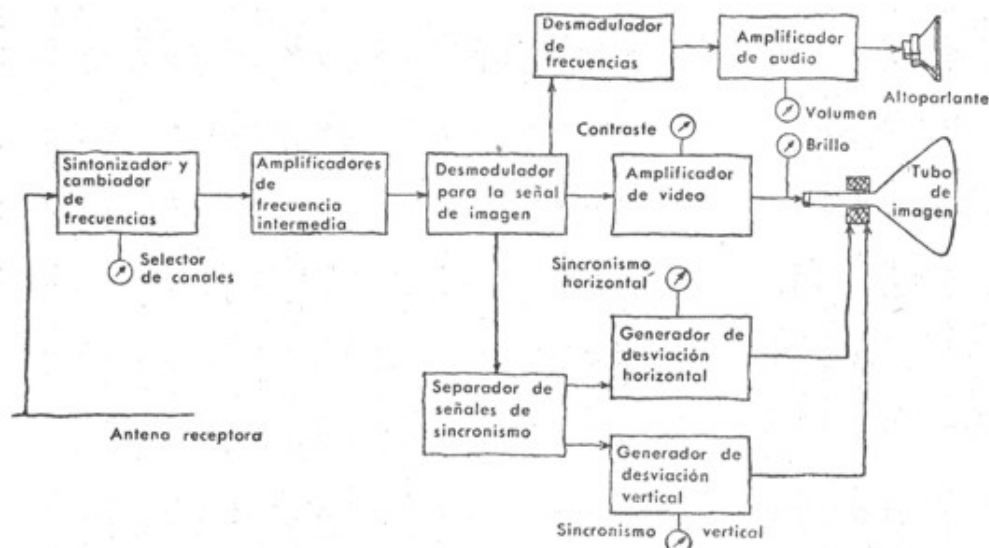 Desmodulador
de
frecuencias
Amplificador
de audio
Altoparlante
Volumen
Contraste
Brillo
Sintonizador y
cambiador
de
frecuencias
Amplificadores
de
frecuencia
intermedia
Desmodulador
para la señal
de imagen
Amplificador
de video
Tubo
de
imagen
Selector
de canales
Sincronismo
horizontal
Generador de
desviación
horizontal
Separador de
señales de
sincronismo
Antena receptora
Generador de
desviación
vertical
Sincronismo vertical